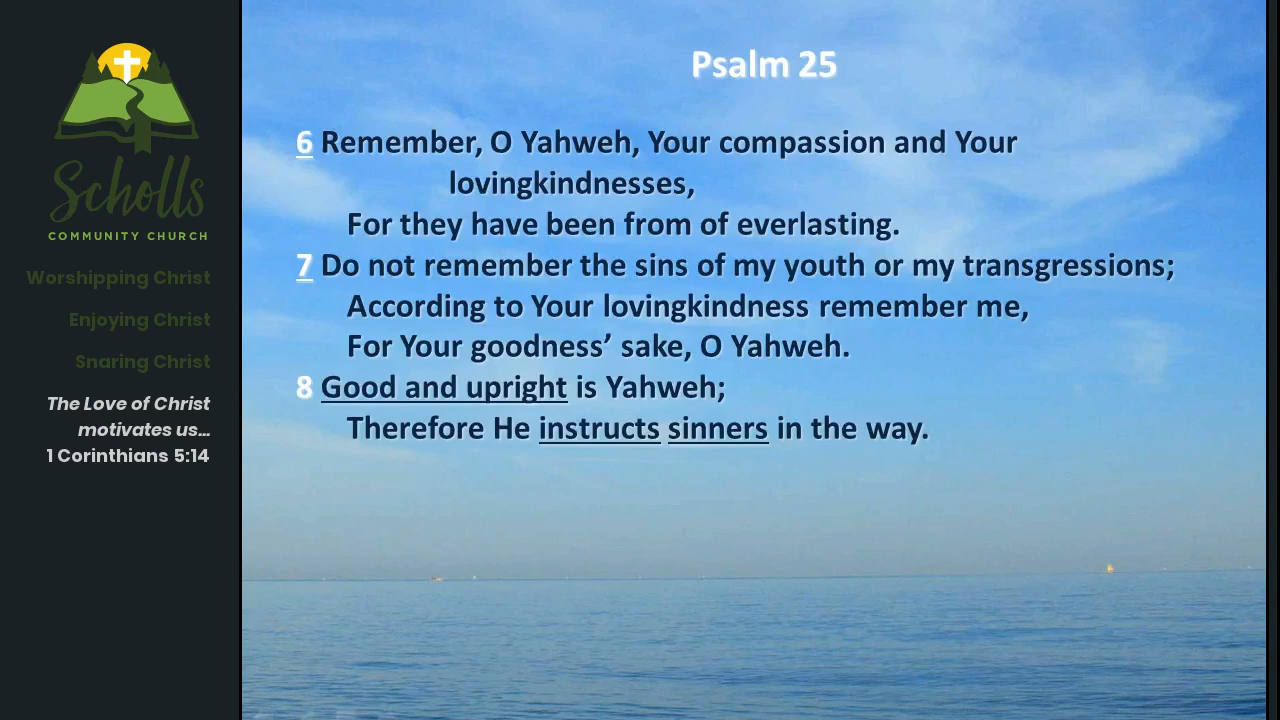 Scholls
COMMUNITY CHURCH
Worshipping Christ
Enjoying Christ
Snaring Christ
The Love of Christ
motivates us...
1 Corinthians 5:14
Psalm 25
6 Remember, O Yahweh, Your compassion and Your
lovingkindnesses,
For they have been from of everlasting.
7 Do not remember the sins of my youth or my transgressions;
According to Your lovingkindness remember me,
For Your goodness’ sake, O Yahweh.
8 Good and upright is Yahweh;
Therefore He instructs sinners in the way.